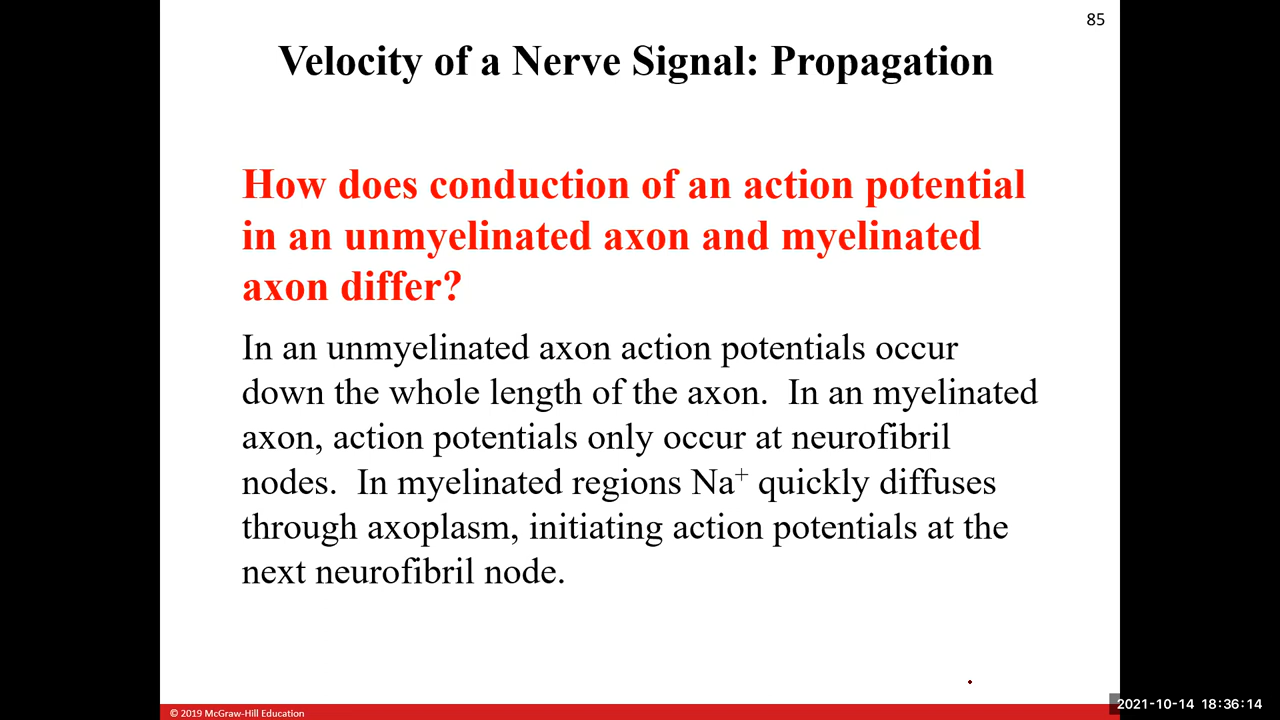 85
Velocity of a Nerve Signal: Propagation
How does conduction of an action potential
in an unmyelinated axon and myelinated
axon differ?
In an unmyelinated axon action potentials occur
down the whole length of the axon.  In an myelinated
axon, action potentials only occur at neurofibril
nodes.  In myelinated regions Na⁺ quickly diffuses
through axoplasm, initiating action potentials at the
next neurofibril node.
© 2019 McGraw-Hill Education
2021-10-14 18:36:14